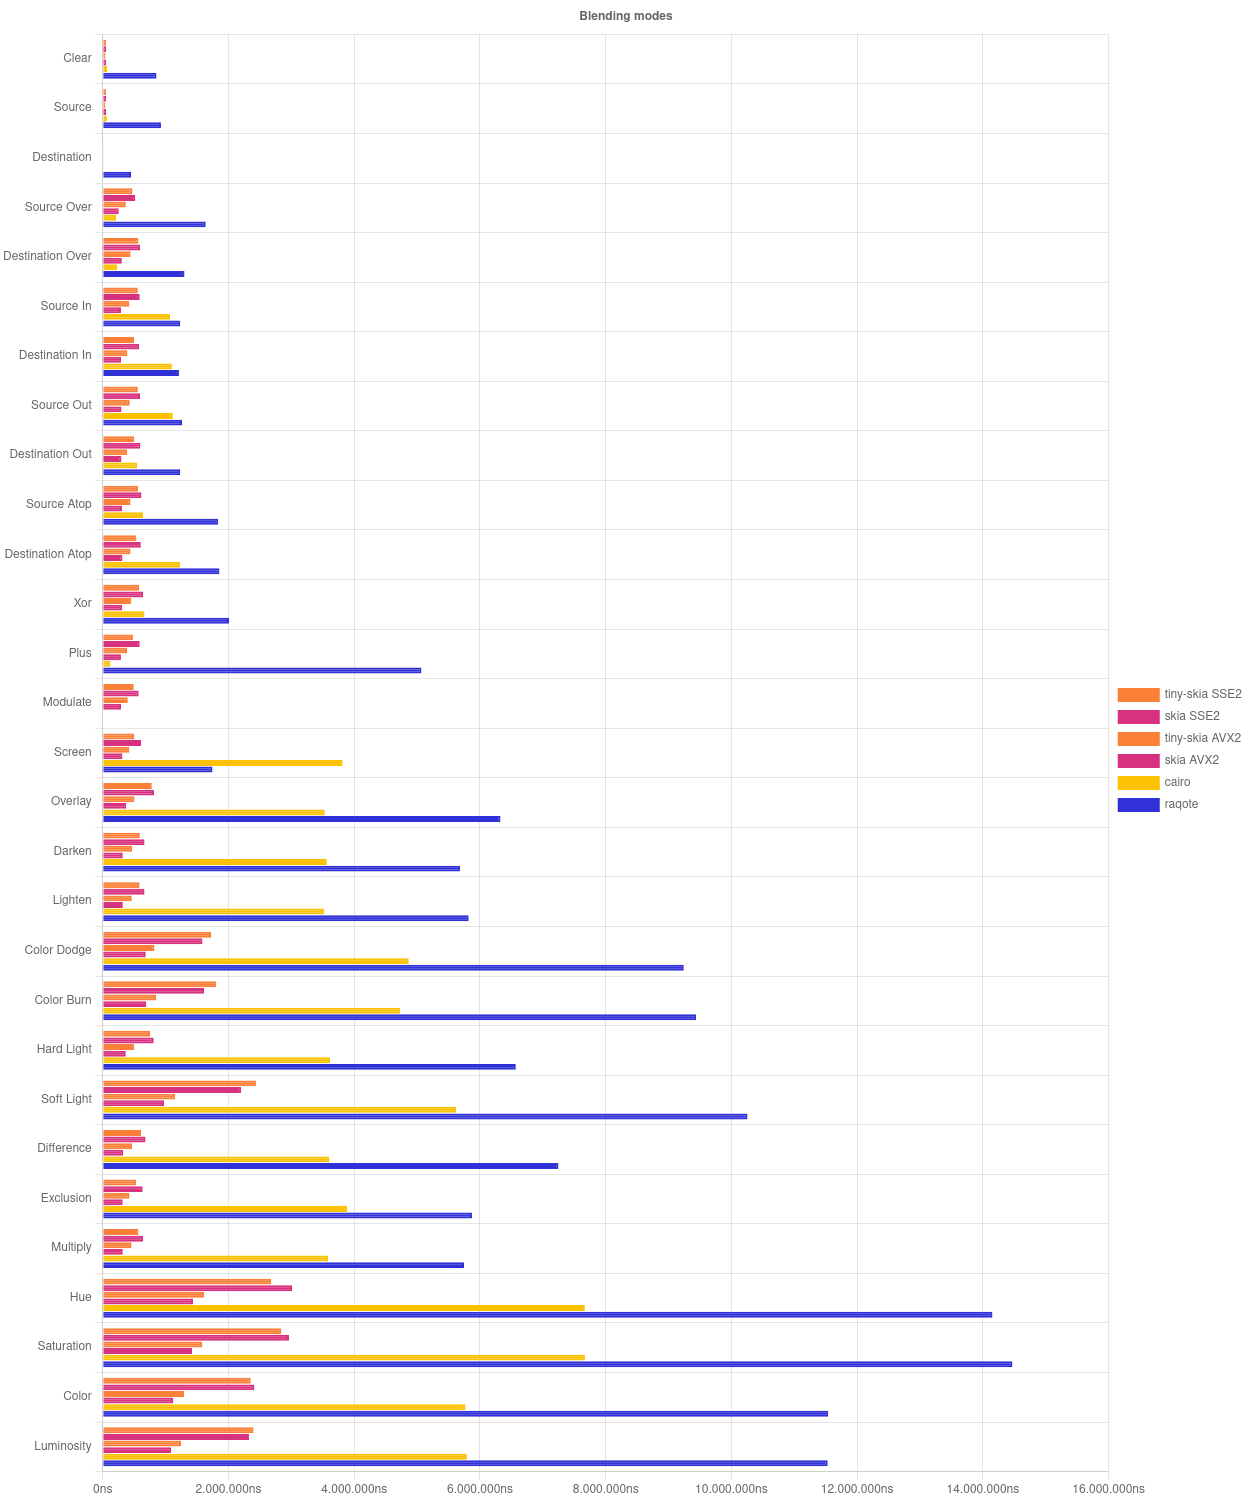 Blending modes
Clear
Source
Destination
Source Over
Destination Over
Source In
Destination In
Source Out
Destination Out
Source Atop
Destination Atop
Xor
Plus
Modulate
Screen
Overlay
Darken
Lighten
Color Dodge
Color Burn
Hard Light
Soft Light
Difference
Exclusion
Multiply
Hue
Saturation
Color
Luminosity
0ns 2.000.000ns 4.000.000ns 6.000.000ns 8.000.000ns 10.000.000ns 12.000.000ns 14.000.000ns 16.000.000ns
tiny-skia SSE2
skia SSE2
tiny-skia AVX2
skia AVX2
cairo
raqote